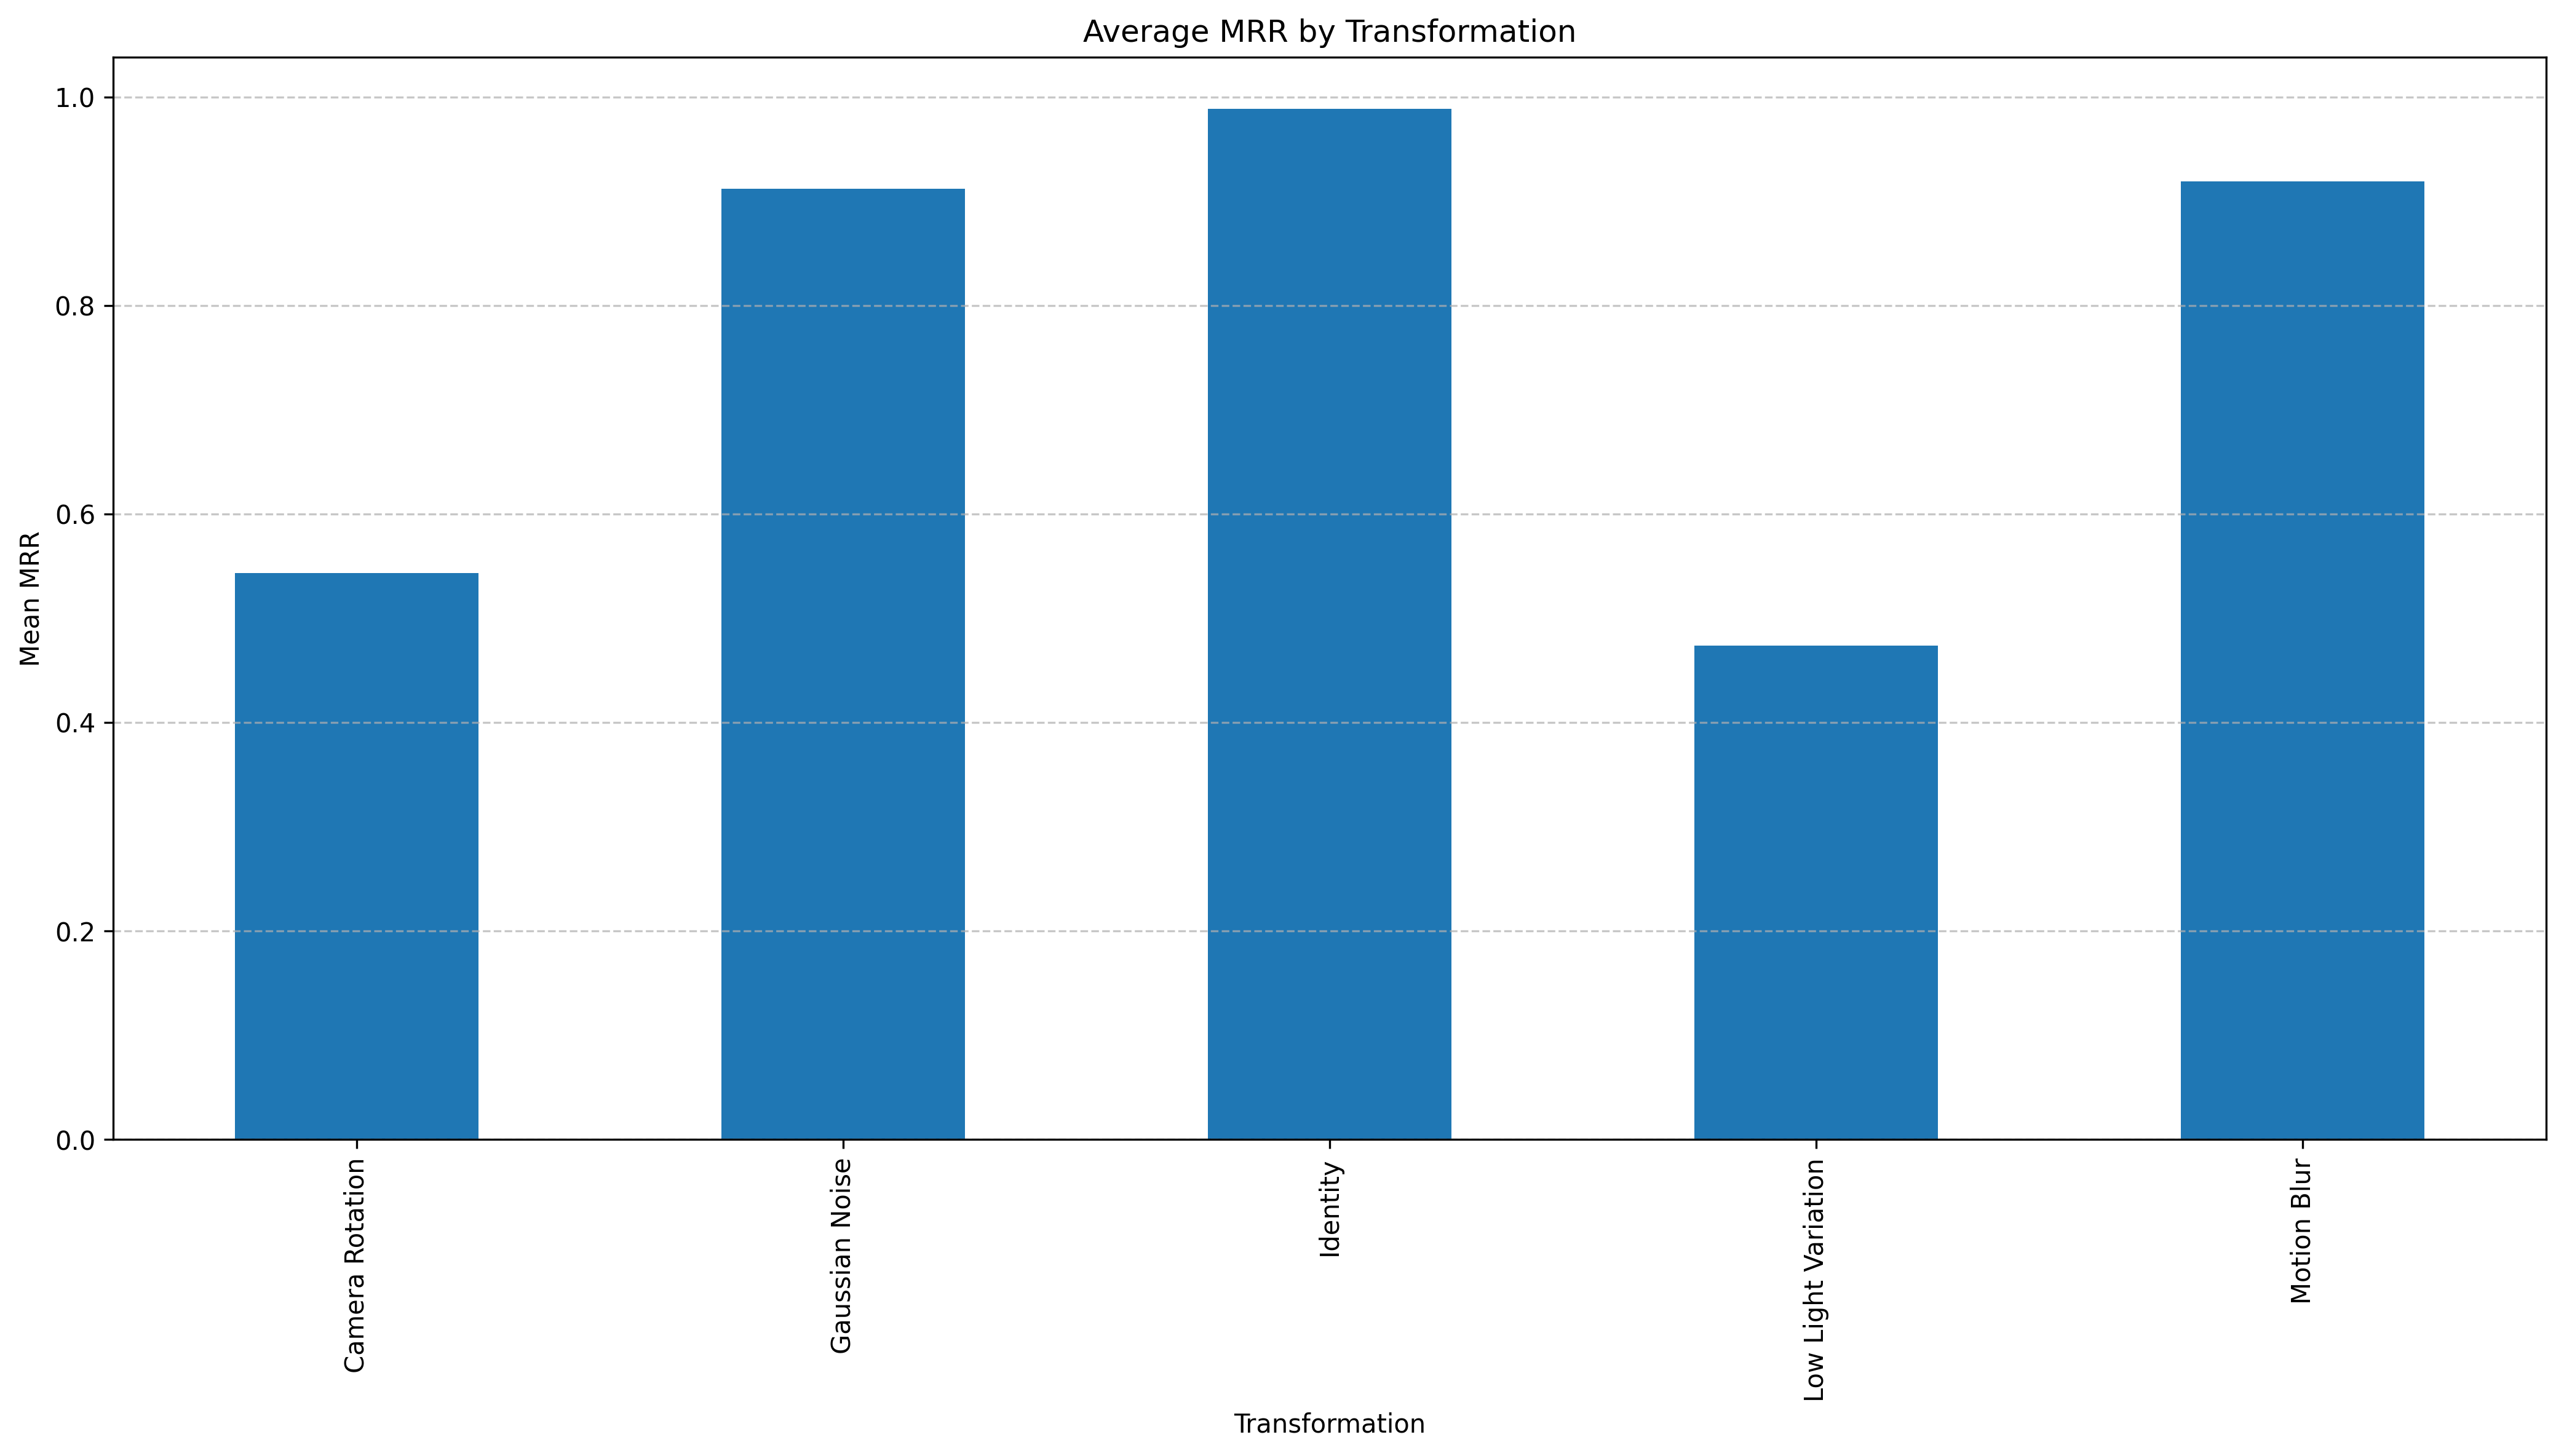 Average MRR by Transformation
Mean MRR
1.0
0.8
0.6
0.4
0.2
0.0
Camera Rotation
Gaussian Noise
Identity
Low Light Variation
Motion Blur
Transformation